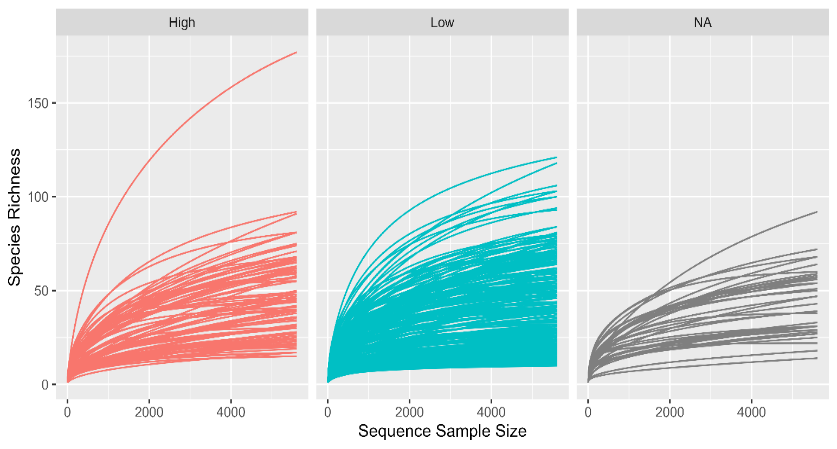 High Low NA
Species Richness
150
100
50
0
0 2000 4000 0 2000 4000 0 2000 4000
Sequence Sample Size